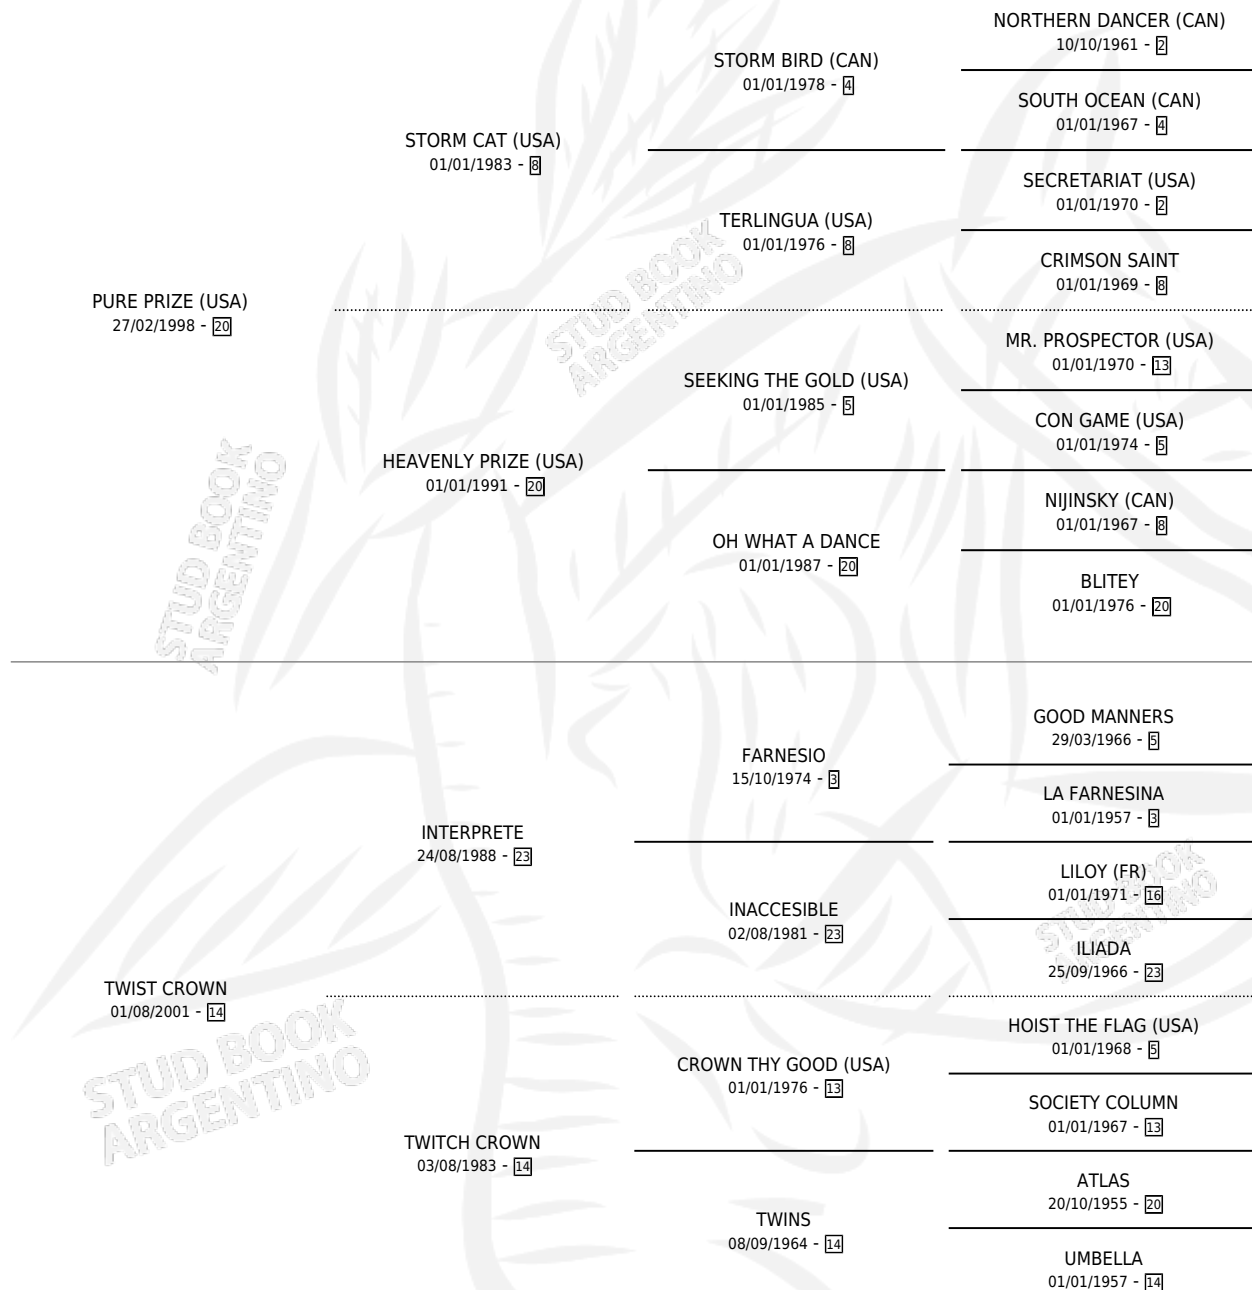 NORTHERN DANCER (CAN)
10/10/1961 - 2
STORM BIRD (CAN)
01/01/1978 - 4
SOUTH OCEAN (CAN)
01/01/1967 - 4
STORM CAT (USA)
01/01/1983 - 8
SECRETARIAT (USA)
01/01/1970 - 2
TERLINGUA (USA)
01/01/1976 - 8
CRIMSON SAINT
01/01/1969 - 8
PURE PRIZE (USA)
27/02/1998 - 20
MR. PROSPECTOR (USA)
01/01/1970 - 13
SEEKING THE GOLD (USA)
01/01/1985 - 5
CON GAME (USA)
01/01/1974 - 5
HEAVENLY PRIZE (USA)
01/01/1991 - 20
NIJINSKY (CAN)
01/01/1967 - 8
OH WHAT A DANCE
01/01/1987 - 20
BLITEY
01/01/1976 - 20
GOOD MANNERS
29/03/1966 - 5
FARNESIO
15/10/1974 - 3
LA FARNESINA
01/01/1957 - 3
INTERPRETE
24/08/1988 - 23
LILOY (FR)
01/01/1971 - 16
INACCESIBLE
02/08/1981 - 23
ILIADA
25/09/1966 - 23
TWIST CROWN
01/08/2001 - 14
HOIST THE FLAG (USA)
01/01/1968 - 5
CROWN THY GOOD (USA)
01/01/1976 - 13
SOCIETY COLUMN
01/01/1967 - 13
TWITCH CROWN
03/08/1983 - 14
ATLAS
20/10/1955 - 20
TWINS
08/09/1964 - 14
UMBELLA
01/01/1957 - 14
STUD BOOK
ARGENTINO
STUD BOOK
ARGENTINO
STUD BOOK
ARGENTINO
STUD BOOK
ARGENTINO